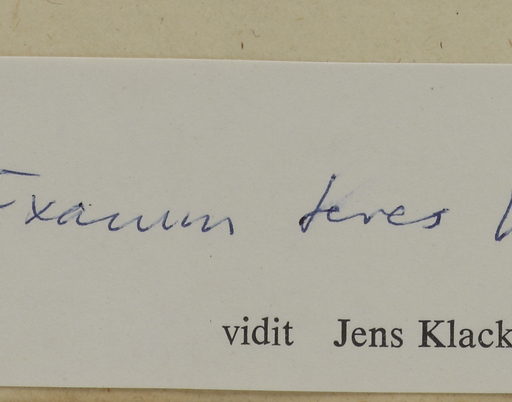 Exacum teres
vidit Jens Klack